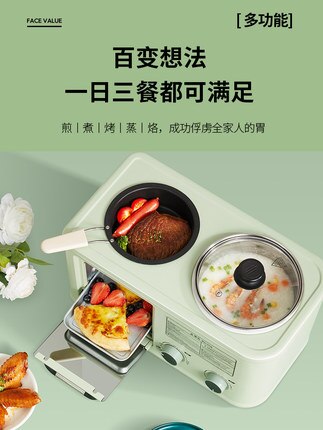 FACE VALUE
[多功能]
百变想法
一日三餐都可满足
煎 | 煮 | 烤 | 蒸 | 烙，成功俘虏全家人的胃